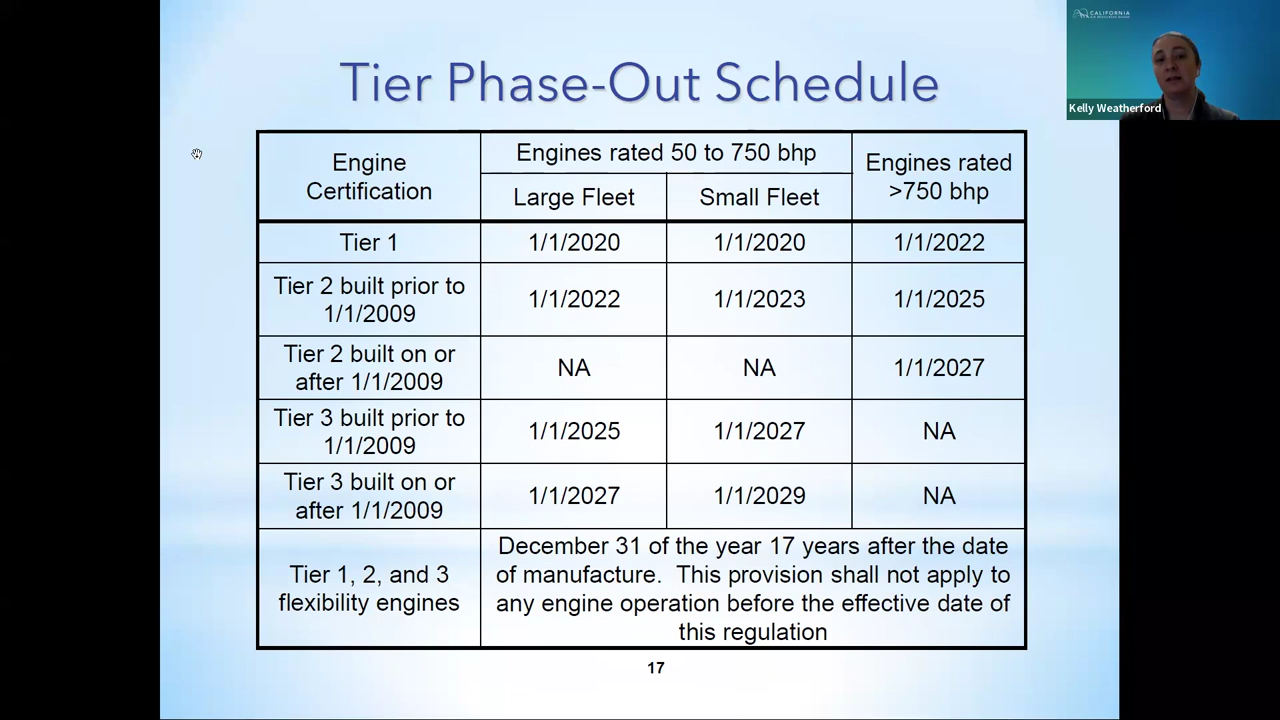 CALIFORNIA
AIR RESOURCES BOARD
Kelly Weatherford
Tier Phase-Out Schedule
Engine
Certification
Engines rated 50 to 750 bhp
Engines rated
>750 bhp
Large Fleet
Small Fleet
Tier 1
1/1/2020
1/1/2020
1/1/2022
Tier 2 built prior to
1/1/2009
1/1/2022
1/1/2023
1/1/2025
Tier 2 built on or
after 1/1/2009
NA
NA
1/1/2027
Tier 3 built prior to
1/1/2009
1/1/2025
1/1/2027
NA
Tier 3 built on or
after 1/1/2009
1/1/2027
1/1/2029
NA
Tier 1, 2, and 3
flexibility engines
December 31 of the year 17 years after the date
of manufacture. This provision shall not apply to
any engine operation before the effective date of
this regulation
17